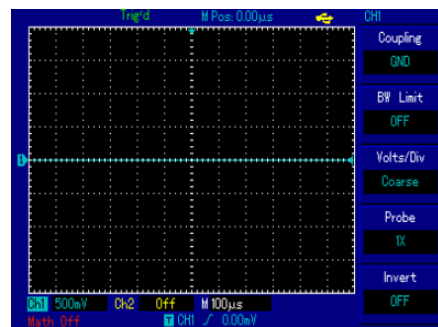 Trig'd M Pos: 0.00μs CH1
Coupling
GND
BW Limit
OFF
1 Volts/Div
Coarse
Probe
1X
Invert
OFF
Ch1 500mV Ch2 Off M 100μs
Math Off T CH1 0.00mV